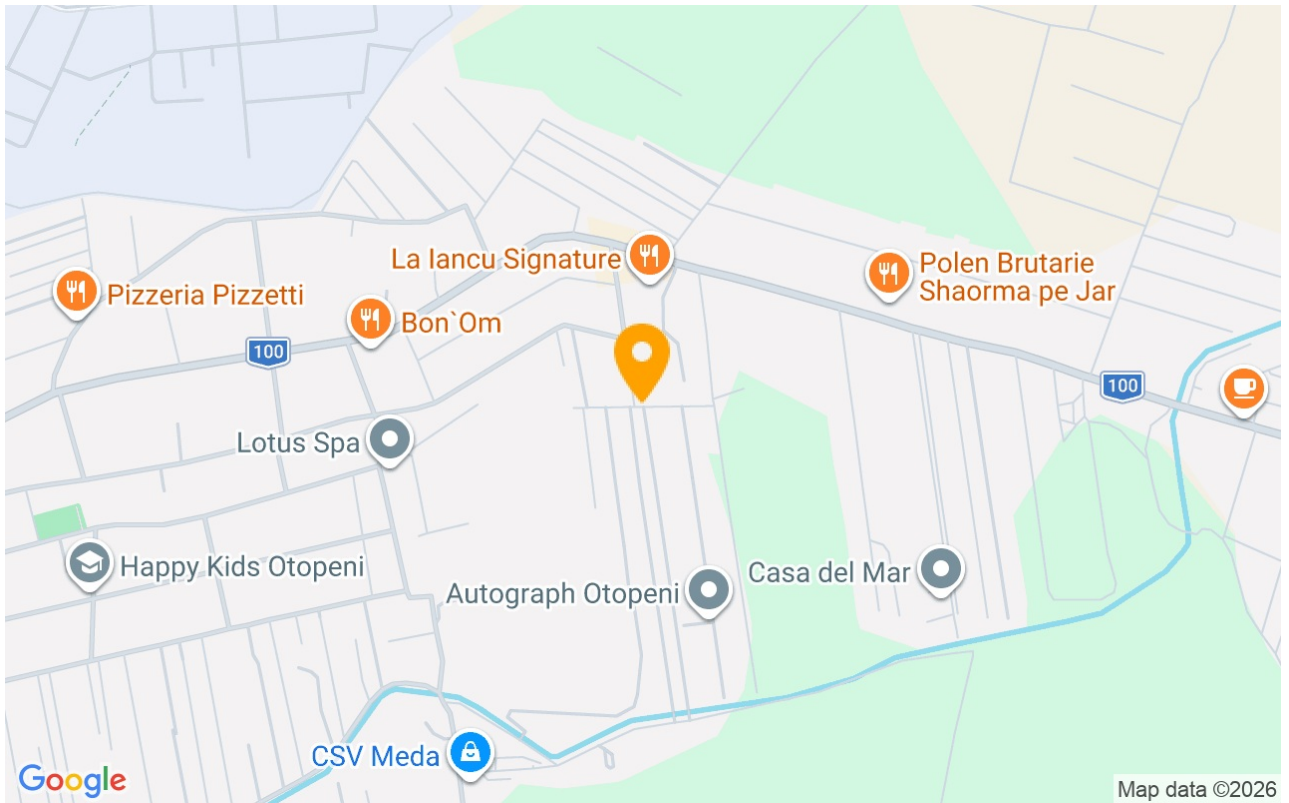 La Iancu Signature
Polen Brutarie
Shaorma pe Jar
Pizzeria Pizzetti
Bon`Om
100
100
Lotus Spa
Happy Kids Otopeni
Autograph Otopeni
Casa del Mar
CSV Meda
Google
Map data ©2026